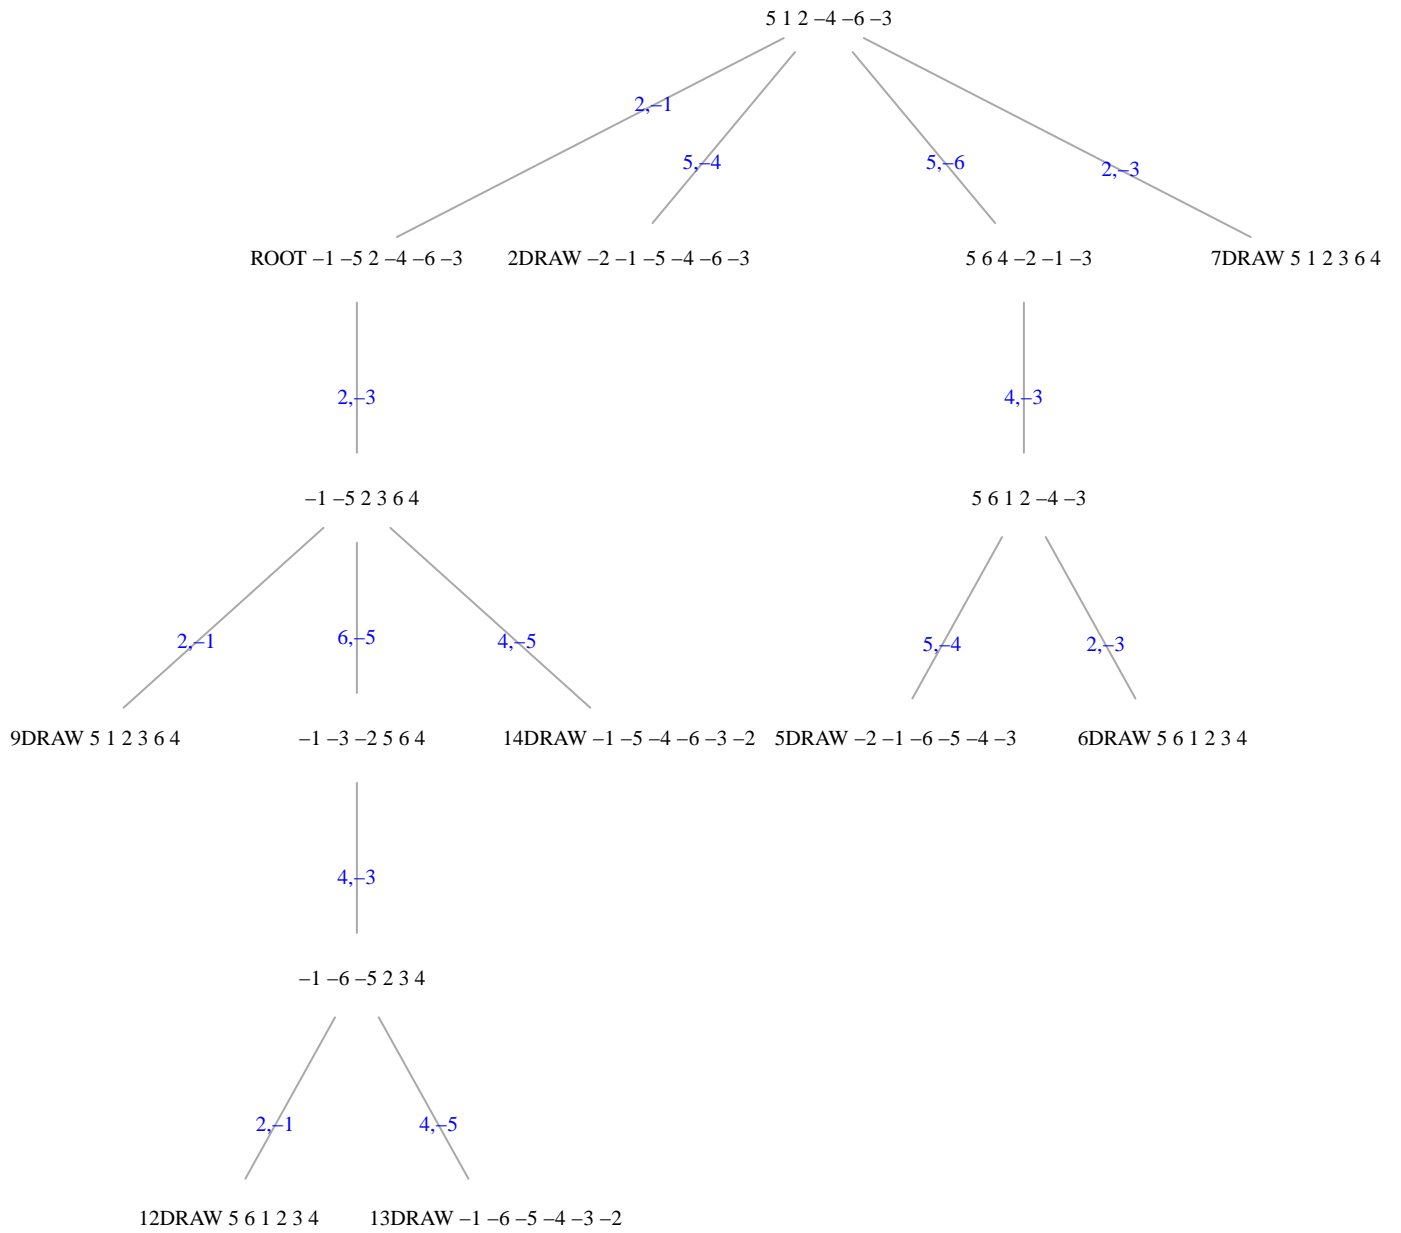 5 1 2 –4 –6 –3
2,–1
5,–4
5,–6
2,–3
ROOT –1 –5 2 –4 –6 –3
2DRAW –2 –1 –5 –4 –6 –3
5 6 4 –2 –1 –3
7DRAW 5 1 2 3 6 4
2,–3
4,–3
–1 –5 2 3 6 4
5 6 1 2 –4 –3
2,–1
6,–5
4,–5
5,–4
2,–3
9DRAW 5 1 2 3 6 4
–1 –3 –2 5 6 4
14DRAW –1 –5 –4 –6 –3 –2
5DRAW –2 –1 –6 –5 –4 –3
6DRAW 5 6 1 2 3 4
4,–3
–1 –6 –5 2 3 4
2,–1
4,–5
12DRAW 5 6 1 2 3 4
13DRAW –1 –6 –5 –4 –3 –2